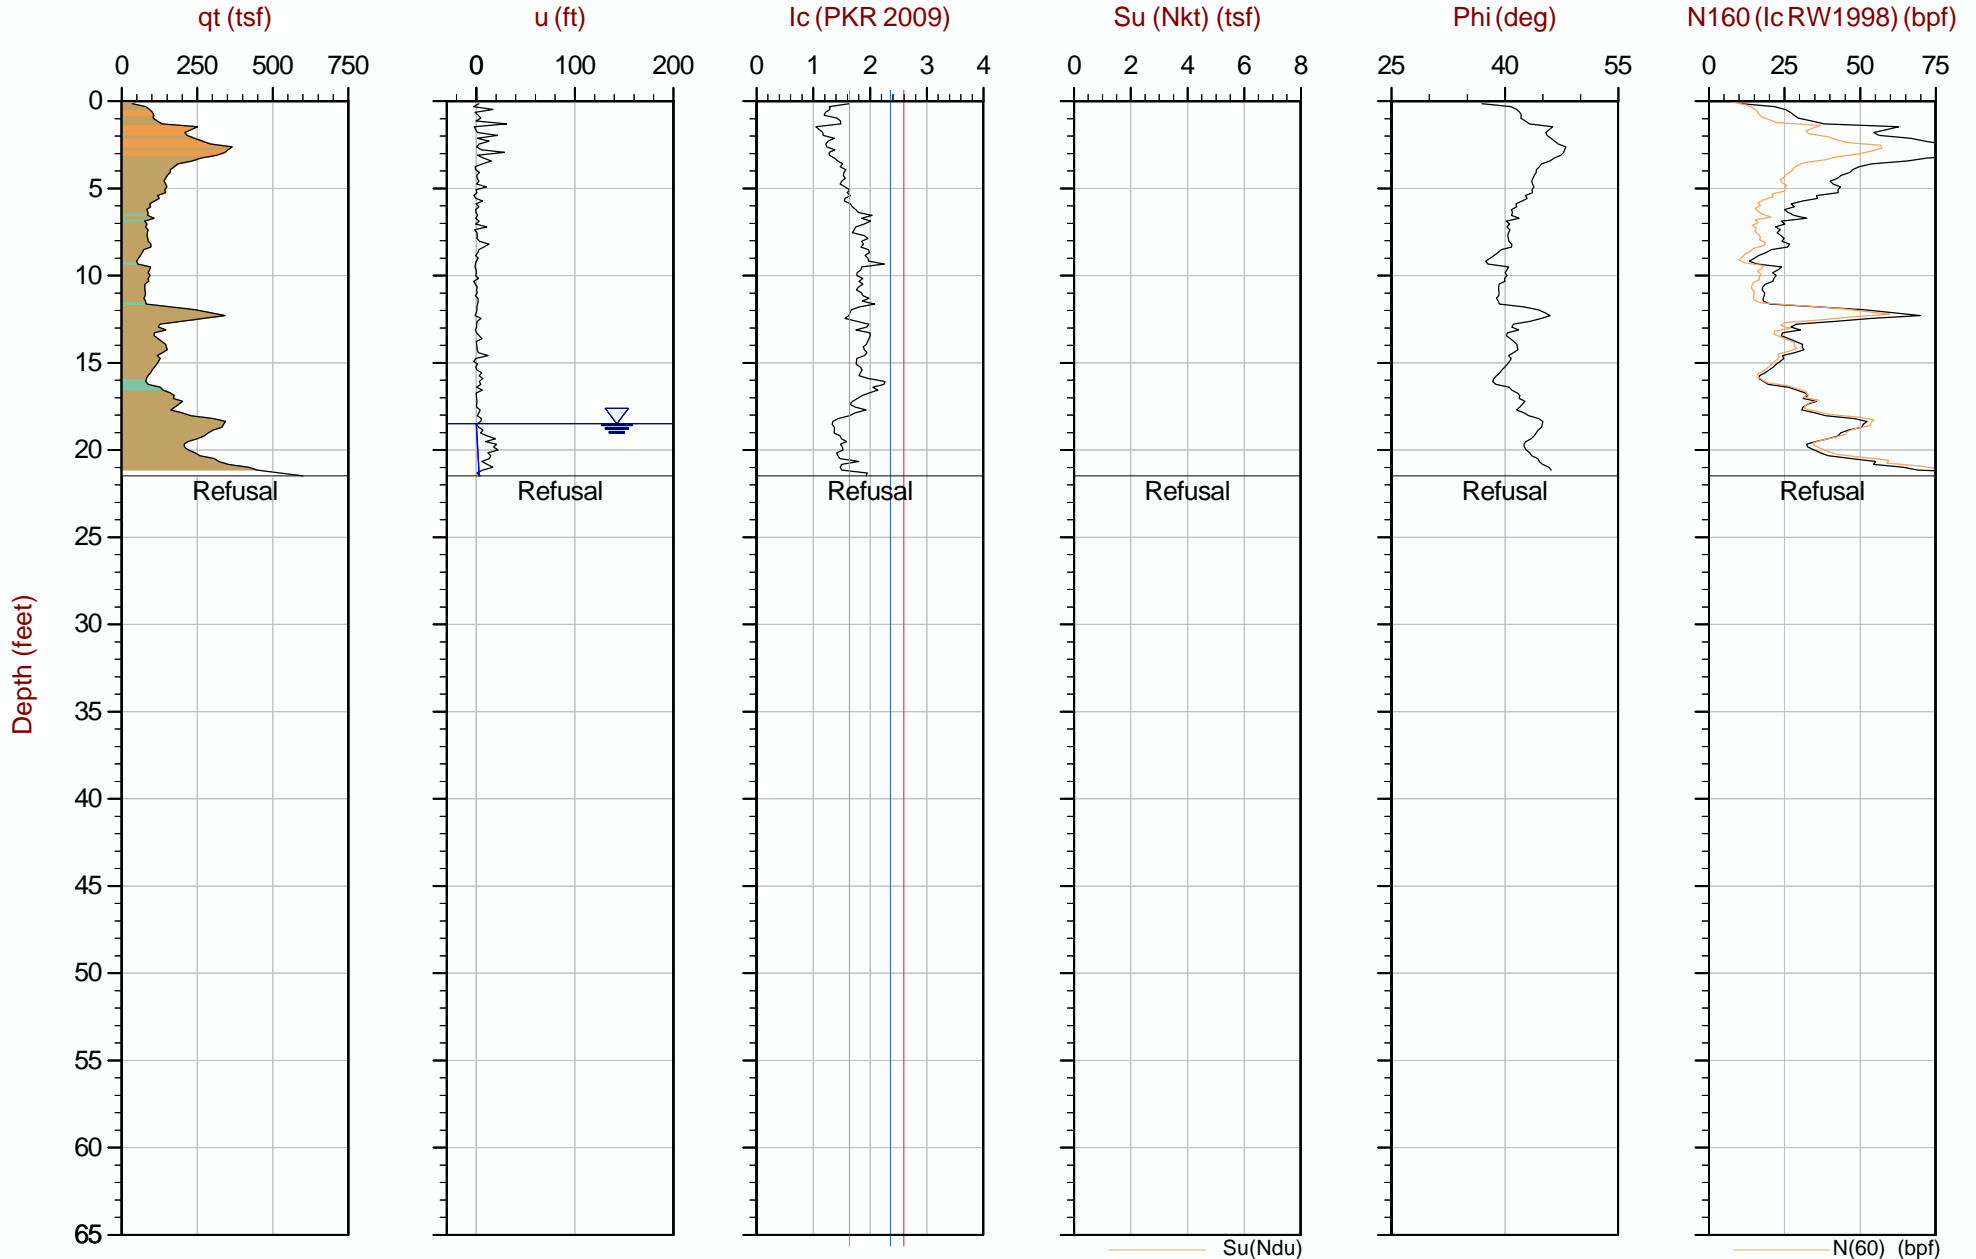 qt (tsf) u (ft) Ic (PKR 2009) Su (Nkt) (tsf) Phi (deg) N160 (Ic RW1998) (bpf)
0 250 500 750 0 100 200 0 1 2 3 4 0 2 4 6 8 25 40 55 0 25 50 75
0
5
10
15
20
Refusal Refusal Refusal Refusal Refusal Refusal
25
30
Depth (feet)
35
40
45
50
55
60
65
Su(Ndu) N(60) (bpf)